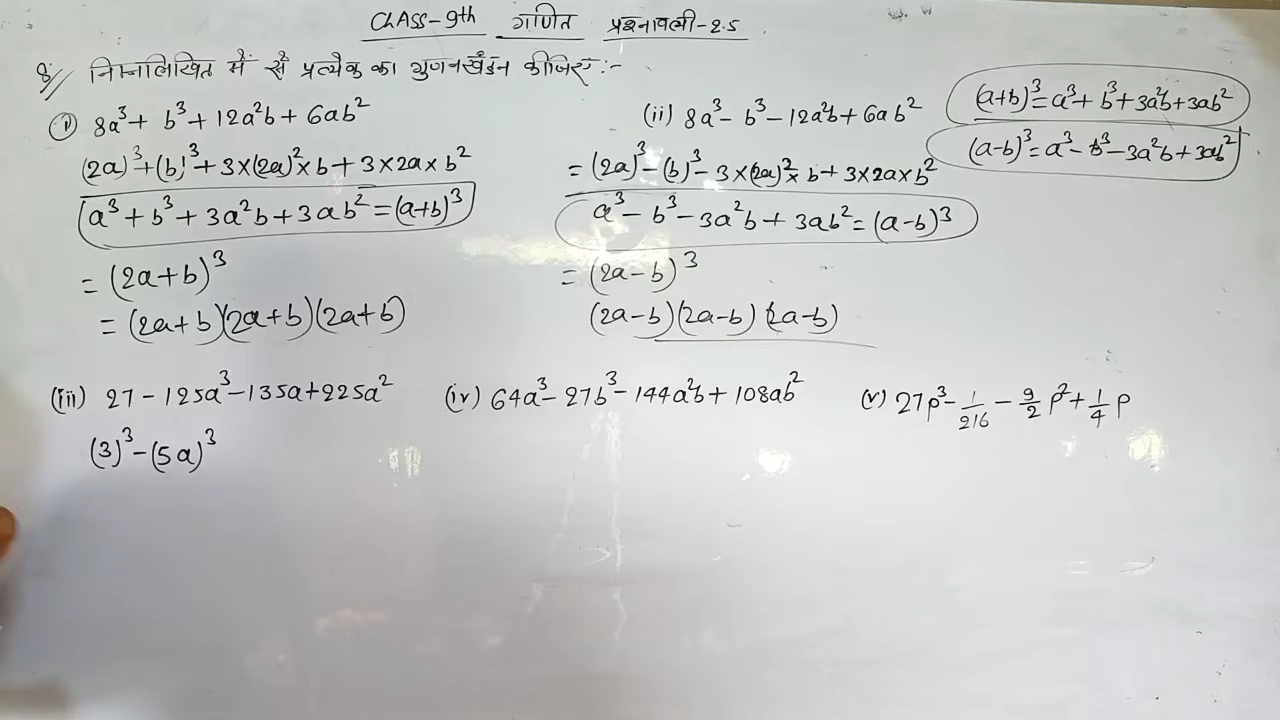 CLASS-9th गणित प्रश्नावली-2.5
8// निम्नलिखित में से प्रत्येक का गुणनखंडन कीजिए:-
(i) 8a³+ b³+12a²b+6ab²
(2a)³+(b)³+3×(2a)²×b+3×2a×b²
a³+b³+3a²b+3ab²=(a+b)³
=(2a+b)³
=(2a+b)(2a+b)(2a+b)
(ii) 8a³-b³-12a²b+6ab²
=(2a)³-(b)³-3×(2a)²×b+3×2a×b²
a³-b³-3a²b+3ab²=(a-b)³
=(2a-b)³
(2a-b)(2a-b)(2a-b)
(a+b)³=a³+b³+3a²b+3ab²
(a-b)³=a³-b³-3a²b+3ab²
(iii) 27-125a³-135a+225a²
(3)³-(5a)³
(iv) 64a³-27b³-144a²b+108ab²
(v) 27p³-1/216-9/2p²+1/4p